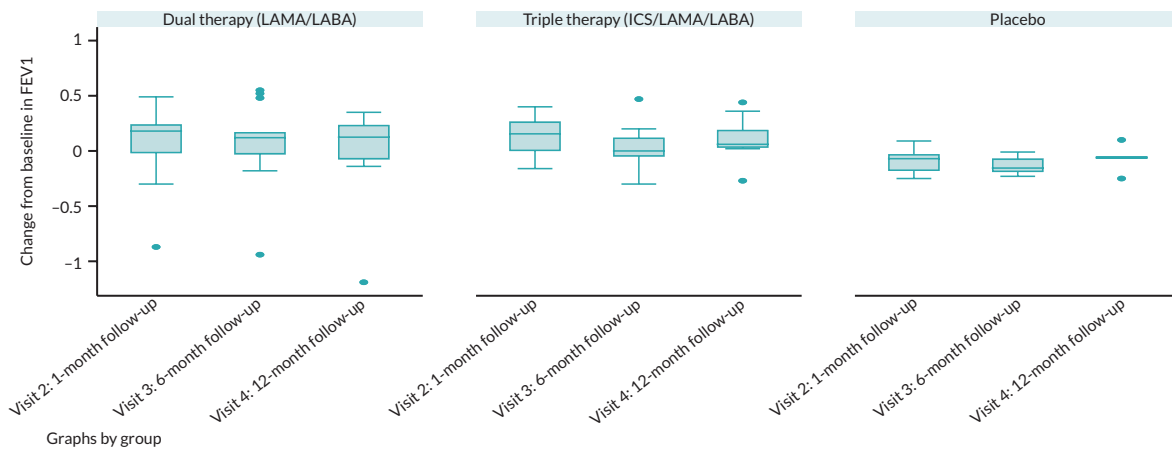 Dual therapy (LAMA/LABA)
Triple therapy (ICS/LAMA/LABA)
Placebo
Change from baseline in FEV1
1
0.5
0
−0.5
−1
Visit 2: 1-month follow-up
Visit 3: 6-month follow-up
Visit 4: 12-month follow-up
Visit 2: 1-month follow-up
Visit 3: 6-month follow-up
Visit 4: 12-month follow-up
Visit 2: 1-month follow-up
Visit 3: 6-month follow-up
Visit 4: 12-month follow-up
Graphs by group